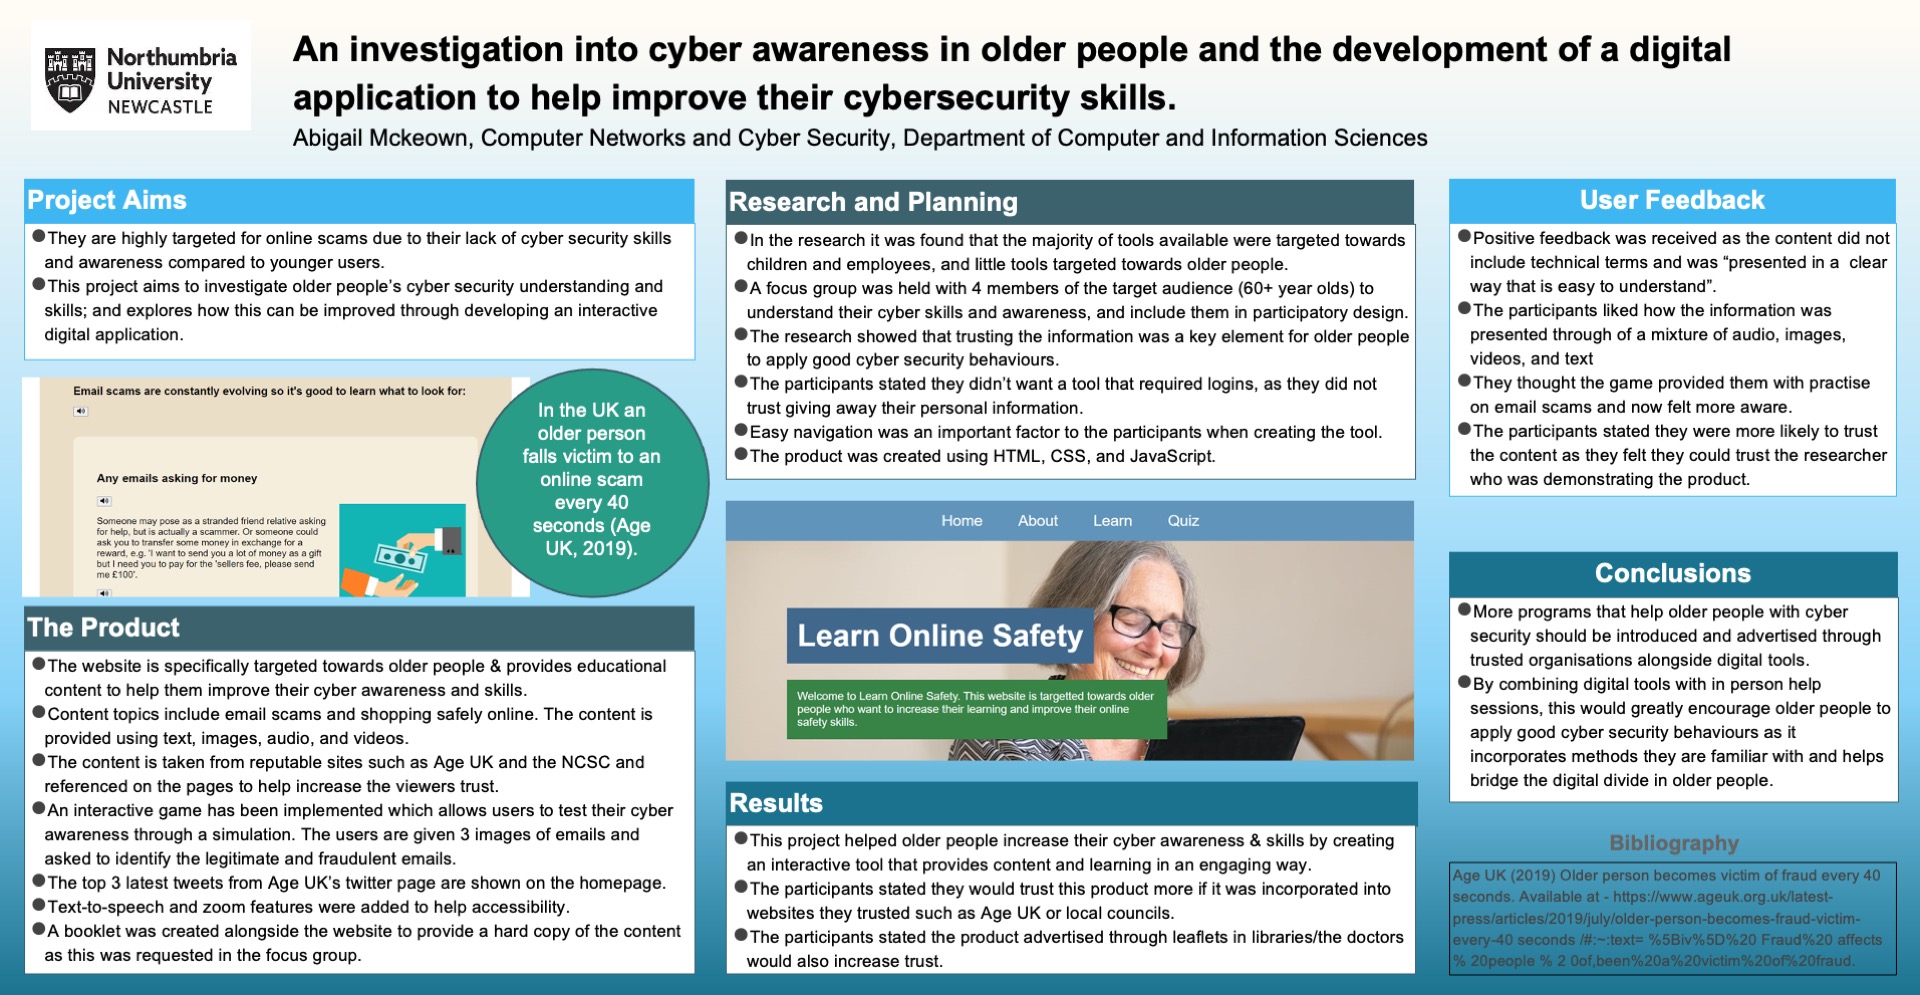 Northumbria
University
NEWCASTLE
An investigation into cyber awareness in older people and the development of a digital
application to help improve their cybersecurity skills.
Abigail Mckeown, Computer Networks and Cyber Security, Department of Computer and Information Sciences
Project Aims
●They are highly targeted for online scams due to their lack of cyber security skills
and awareness compared to younger users.
●This project aims to investigate older people's cyber security understanding and
skills; and explores how this can be improved through developing an interactive
digital application.
Email scams are constantly evolving so it's good to learn what to look for:
Any emails asking for money
Someone may pose as a stranded friend relative asking
for help, but is actually a scammer. Or someone could
ask you to transfer some money in exchange for a
reward, e.g. 'I want to send you a lot of money as a gift
but I need you to pay for the 'sellers fee, please send
me £100'.
In the UK an
older person
falls victim to an
online scam
every 40
seconds (Age
UK, 2019).
The Product
●The website is specifically targeted towards older people & provides educational
content to help them improve their cyber awareness and skills.
●Content topics include email scams and shopping safely online. The content is
provided using text, images, audio, and videos.
●The content is taken from reputable sites such as Age UK and the NCSC and
referenced on the pages to help increase the viewers trust.
●An interactive game has been implemented which allows users to test their cyber
awareness through a simulation. The users are given 3 images of emails and
asked to identify the legitimate and fraudulent emails.
●The top 3 latest tweets from Age UK's twitter page are shown on the homepage.
●Text-to-speech and zoom features were added to help accessibility.
●A booklet was created alongside the website to provide a hard copy of the content
as this was requested in the focus group.
Research and Planning
●In the research it was found that the majority of tools available were targeted towards
children and employees, and little tools targeted towards older people.
●A focus group was held with 4 members of the target audience (60+ year olds) to
understand their cyber skills and awareness, and include them in participatory design.
●The research showed that trusting the information was a key element for older people
to apply good cyber security behaviours.
●The participants stated they didn't want a tool that required logins, as they did not
trust giving away their personal information.
●Easy navigation was an important factor to the participants when creating the tool.
●The product was created using HTML, CSS, and JavaScript.
Home About Learn Quiz
Learn Online Safety
Welcome to Learn Online Safety. This website is targetted towards older
people who want to increase their learning and improve their online
safety skills.
Results
●This project helped older people increase their cyber awareness & skills by creating
an interactive tool that provides content and learning in an engaging way.
●The participants stated they would trust this product more if it was incorporated into
websites they trusted such as Age UK or local councils.
●The participants stated the product advertised through leaflets in libraries/the doctors
would also increase trust.
User Feedback
●Positive feedback was received as the content did not
include technical terms and was “presented in a clear
way that is easy to understand”.
●The participants liked how the information was
presented through of a mixture of audio, images,
videos, and text
●They thought the game provided them with practise
on email scams and now felt more aware.
●The participants stated they were more likely to trust
the content as they felt they could trust the researcher
who was demonstrating the product.
Conclusions
●More programs that help older people with cyber
security should be introduced and advertised through
trusted organisations alongside digital tools.
●By combining digital tools with in person help
sessions, this would greatly encourage older people to
apply good cyber security behaviours as it
incorporates methods they are familiar with and helps
bridge the digital divide in older people.
Bibliography
Age UK (2019) Older person becomes victim of fraud every 40
seconds. Available at - https://www.ageuk.org.uk/latest-
press/articles/2019/july/older-person-becomes-fraud-victim-
every-40 seconds /#:~:text= %5Biv%5D%20 Fraud%20 affects
% 20people % 2 0of,been%20a%20victim%20of%20fraud.